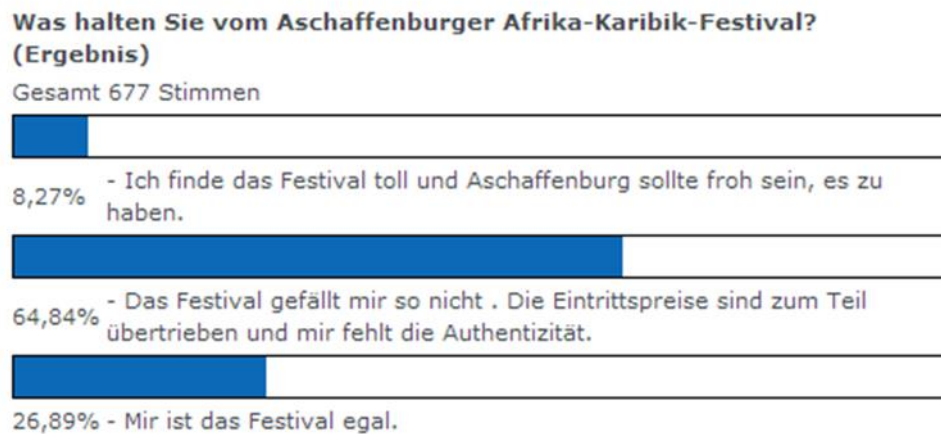 Was halten Sie vom Aschaffenburger Afrika-Karibik-Festival?
(Ergebnis)
Gesamt 677 Stimmen
8,27% - Ich finde das Festival toll und Aschaffenburg sollte froh sein, es zu
haben.
64,84% - Das Festival gefällt mir so nicht . Die Eintrittspreise sind zum Teil
übertrieben und mir fehlt die Authentizität.
26,89% - Mir ist das Festival egal.